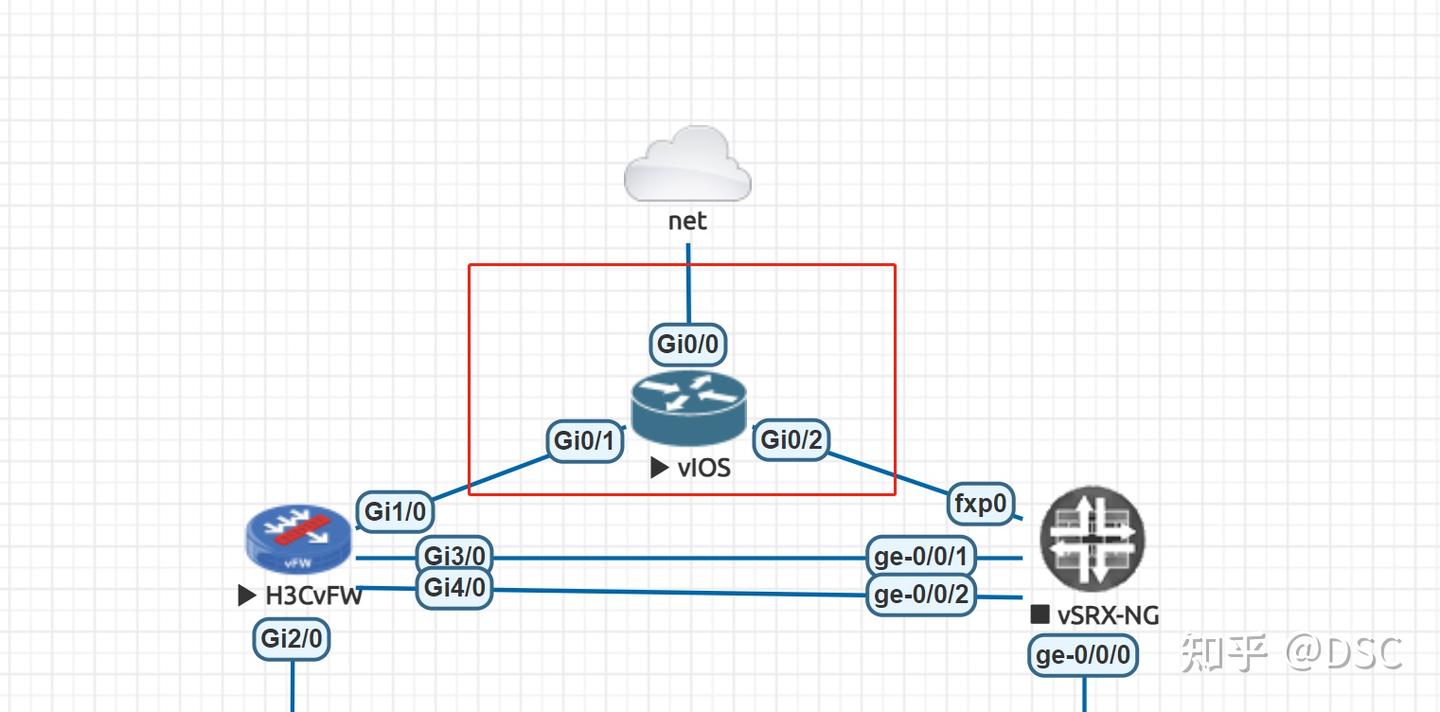 net
Gi0/0
Gi0/1
Gi0/2
vIOS
Gi1/0
fxp0
vFW
Gi3/0
ge-0/0/1
Gi4/0
ge-0/0/2
H3CvFW
vSRX-NG
Gi2/0
ge-0/0/0
知乎 @DSC